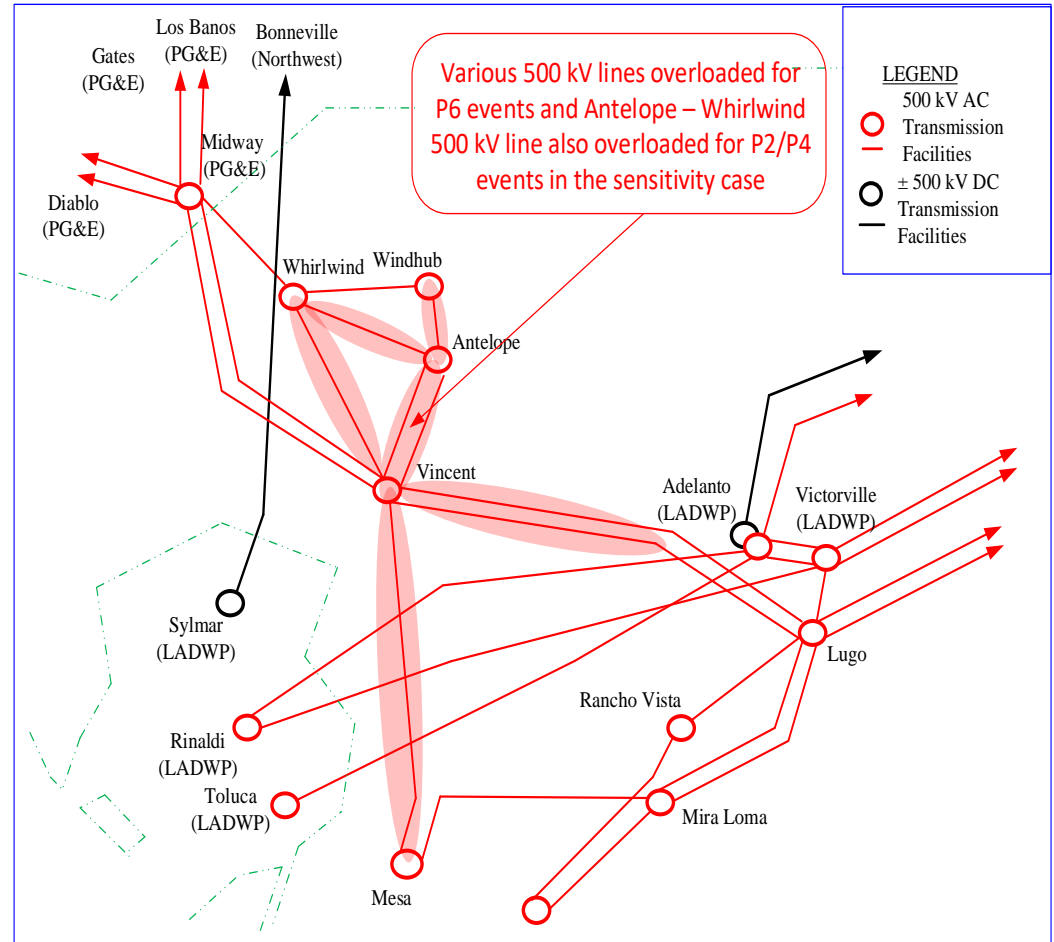 Los Banos
(PG&E)
Bonneville
(Northwest)
Gates
(PG&E)
Various 500 kV lines overloaded for
P6 events and Antelope – Whirlwind
500 kV line also overloaded for P2/P4
events in the sensitivity case
LEGEND
500 kV AC
Transmission
Facilities
± 500 kV DC
Transmission
Facilities
Midway
(PG&E)
Diablo
(PG&E)
Whirlwind
Windhub
Antelope
Vincent
Adelanto
(LADWP)
Victorville
(LADWP)
Sylmar
(LADWP)
Lugo
Rancho Vista
Rinaldi
(LADWP)
Toluca
(LADWP)
Mira Loma
Mesa